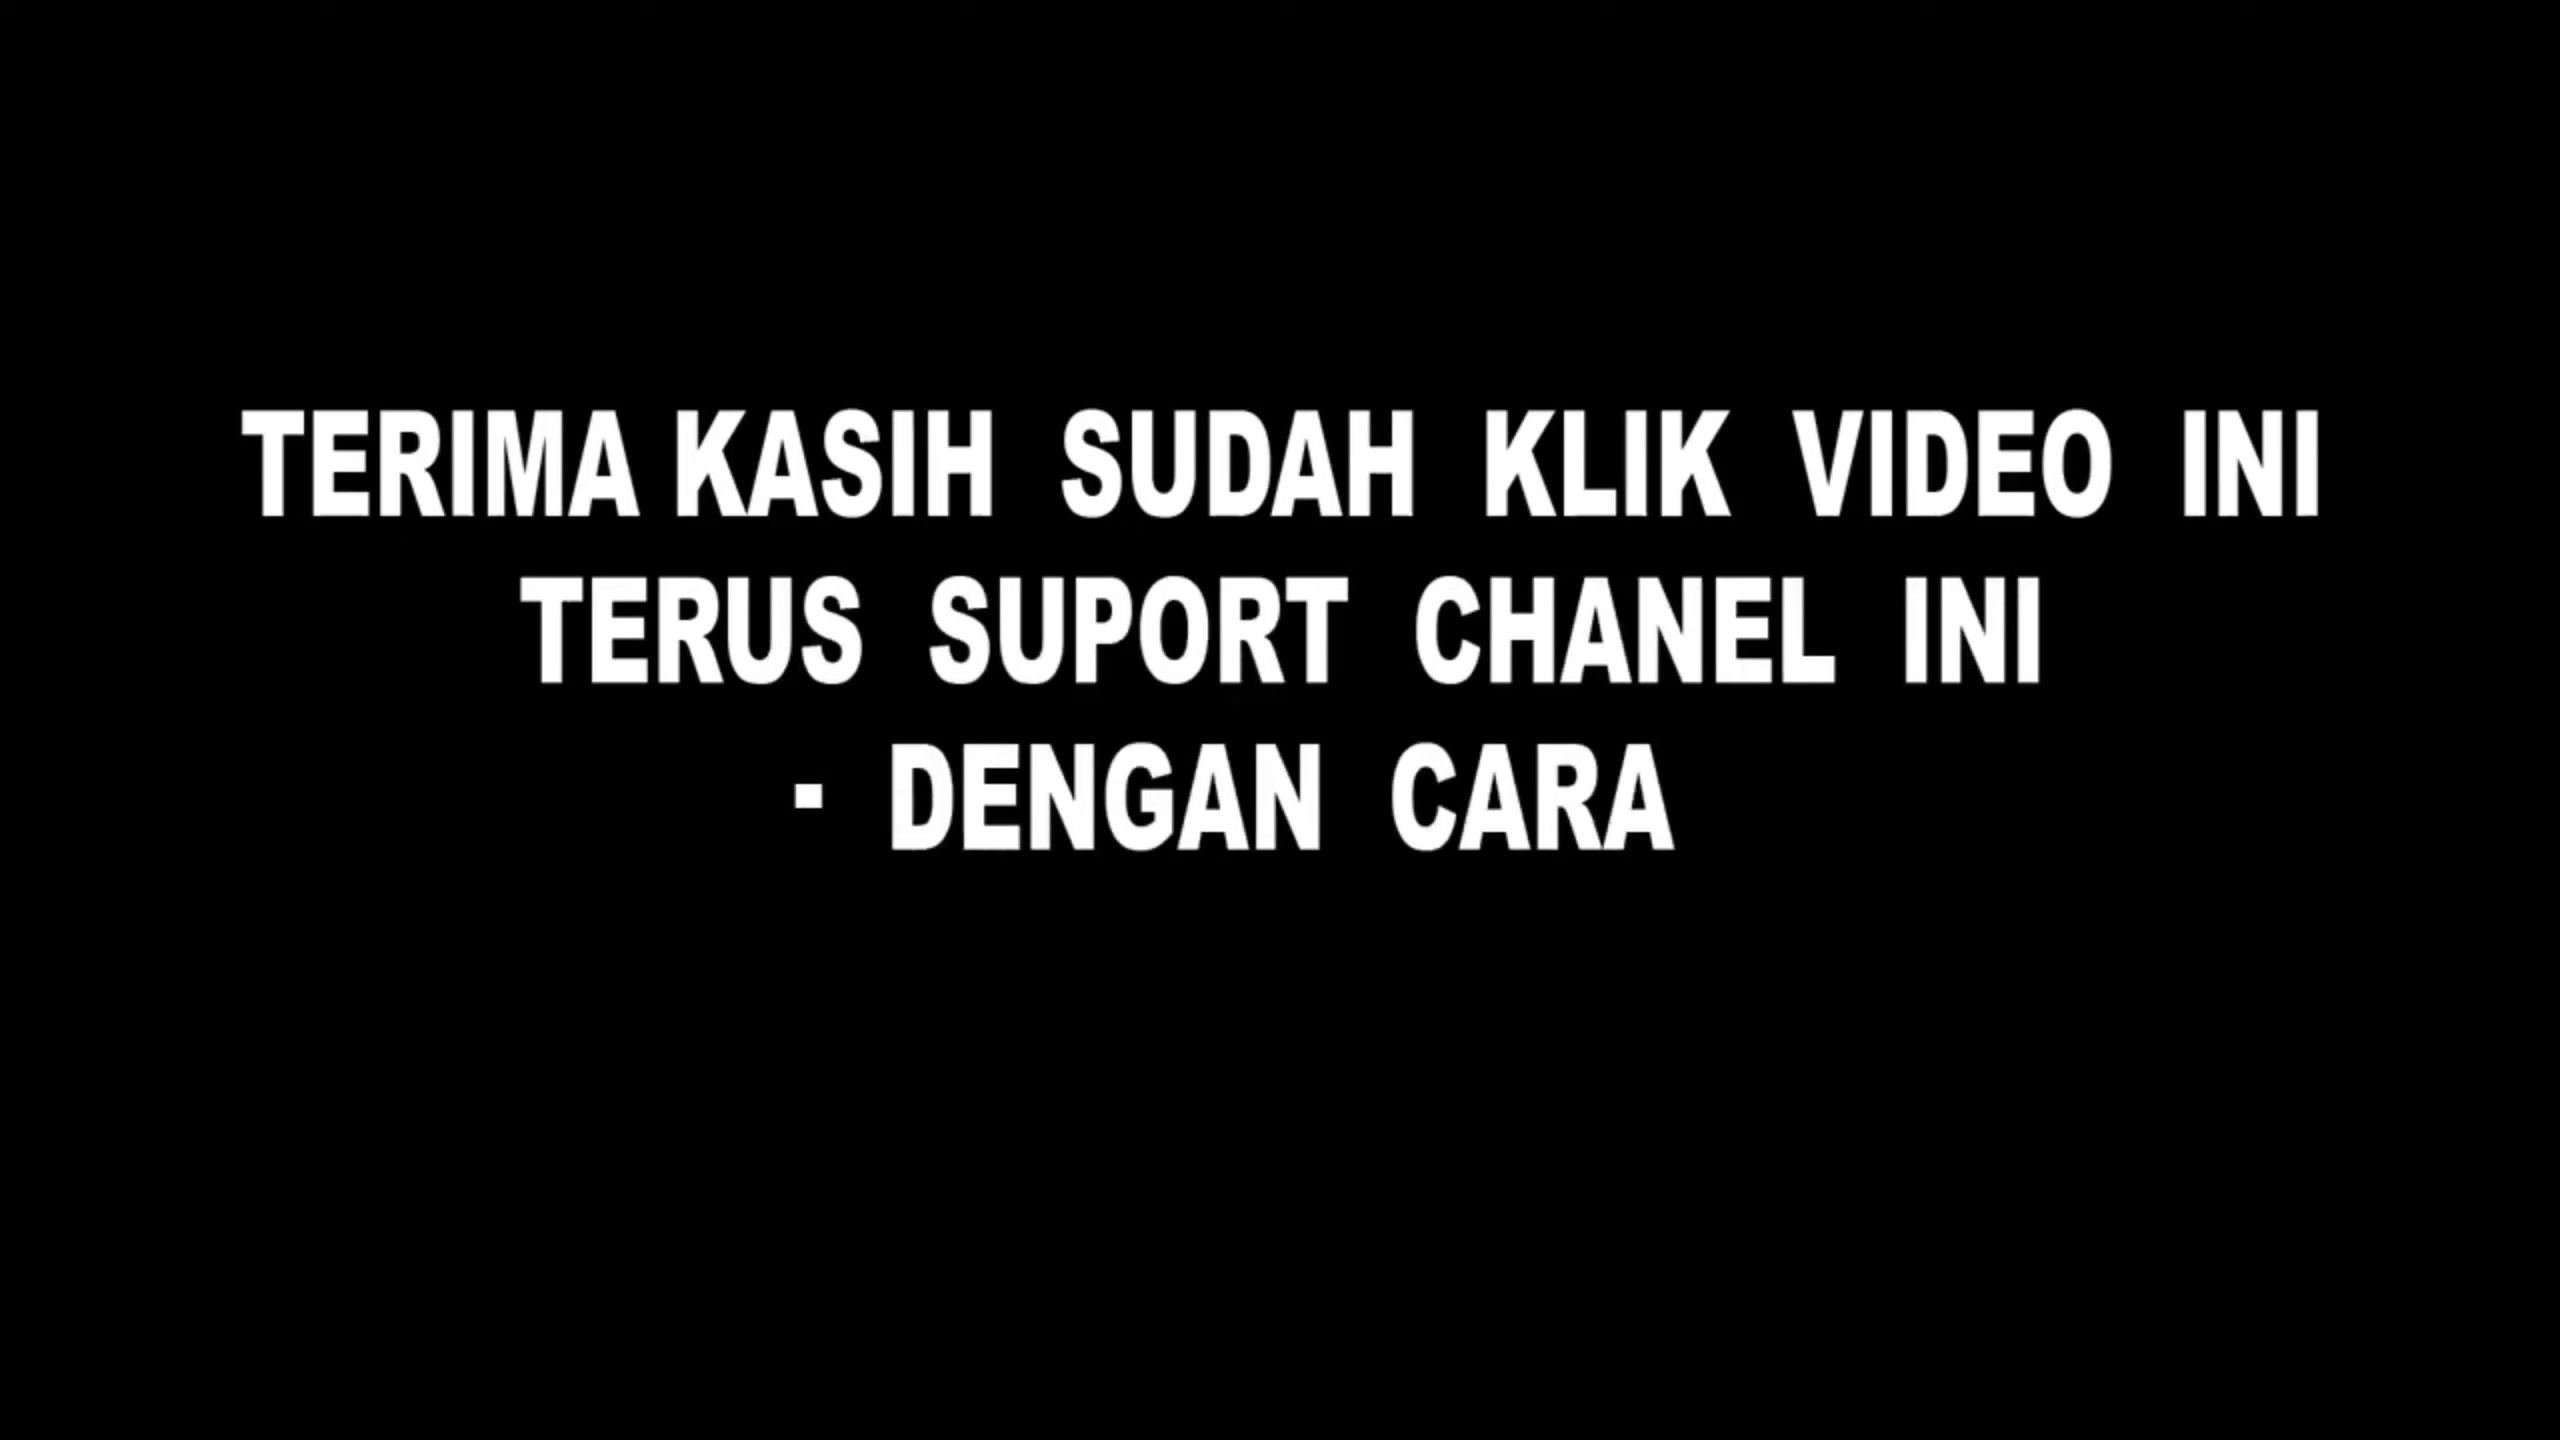 TERIMA KASIH SUDAH KLIK VIDEO INI
TERUS SUPORT CHANEL INI
- DENGAN CARA